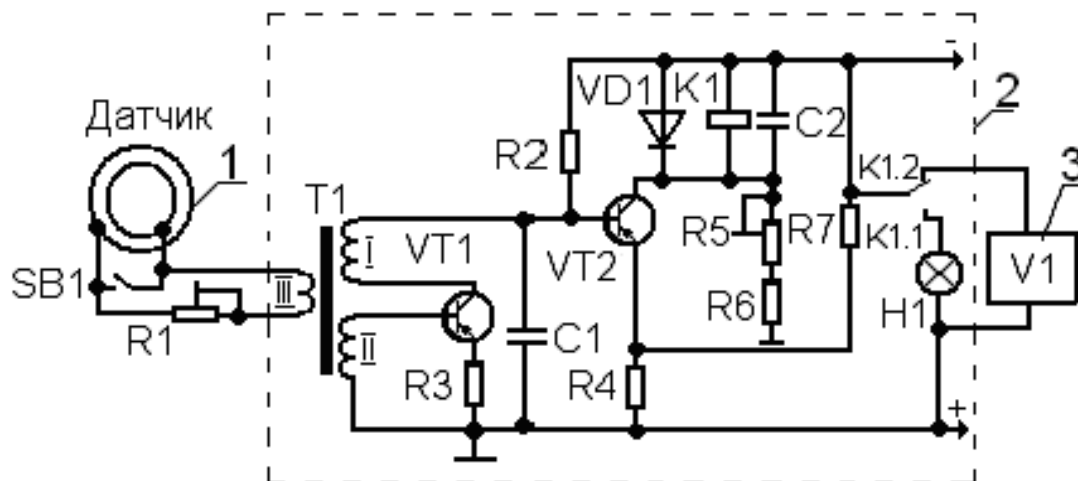 Датчик
1
SB1
R1
T1
I
II
III
VT1
R3
C1
R2
VD1
K1
C2
VT2
R4
R5
R6
R7
K1.2
K1.1
H1
V1
2
3
-
+